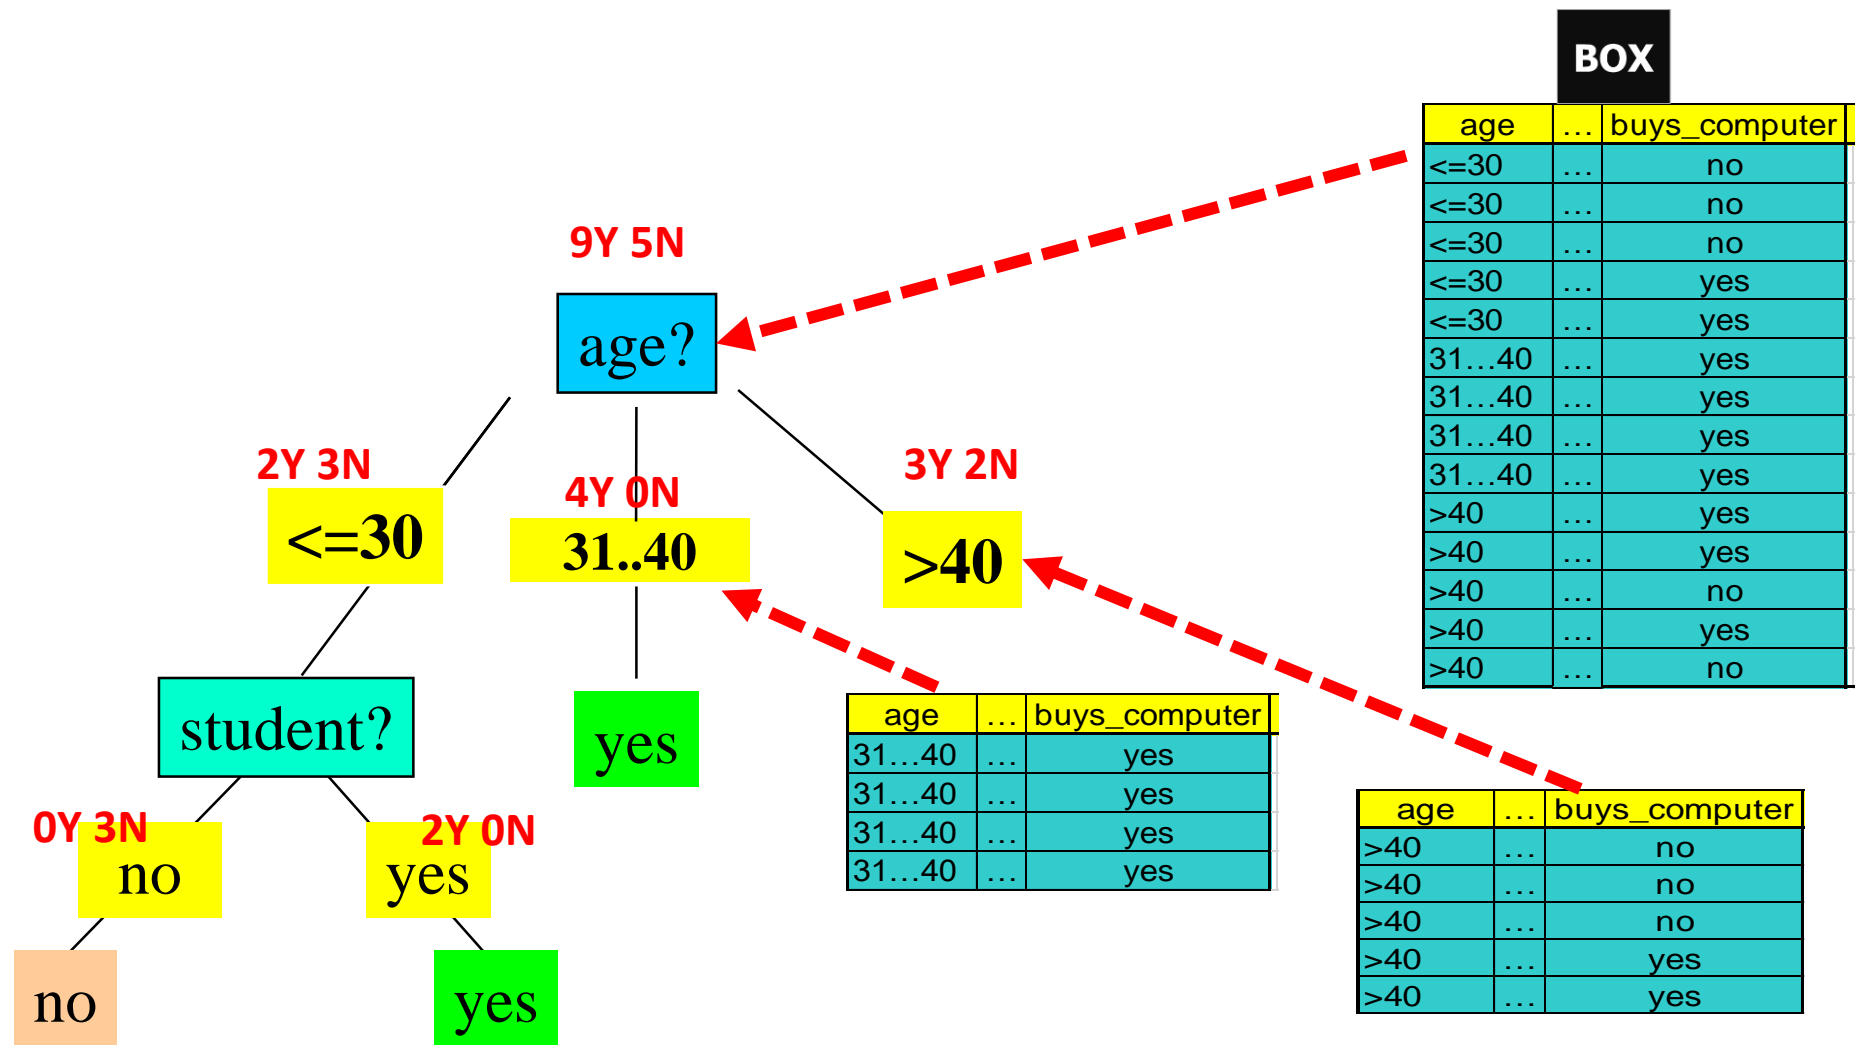 BOX
age … buys_computer
<=30 … no
<=30 … no
<=30 … no
<=30 … yes
<=30 … yes
31…40 … yes
31…40 … yes
31…40 … yes
31…40 … yes
>40 … yes
>40 … yes
>40 … no
>40 … yes
>40 … no
9Y 5N
age?
2Y 3N
4Y 0N
3Y 2N
<=30
31..40
>40
student?
yes
0Y 3N
2Y 0N
no
yes
no
yes
age … buys_computer
31…40 … yes
31…40 … yes
31…40 … yes
31…40 … yes
age … buys_computer
>40 … no
>40 … no
>40 … no
>40 … yes
>40 … yes